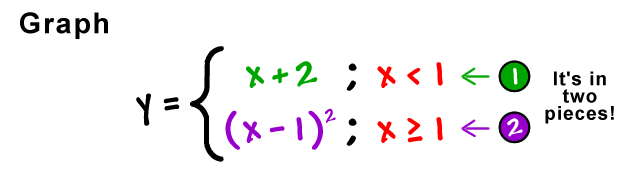 Graph
y = { x + 2 ; x < 1 ← 1
(x - 1)² ; x ≥ 1 ← 2
It's in
two
pieces!